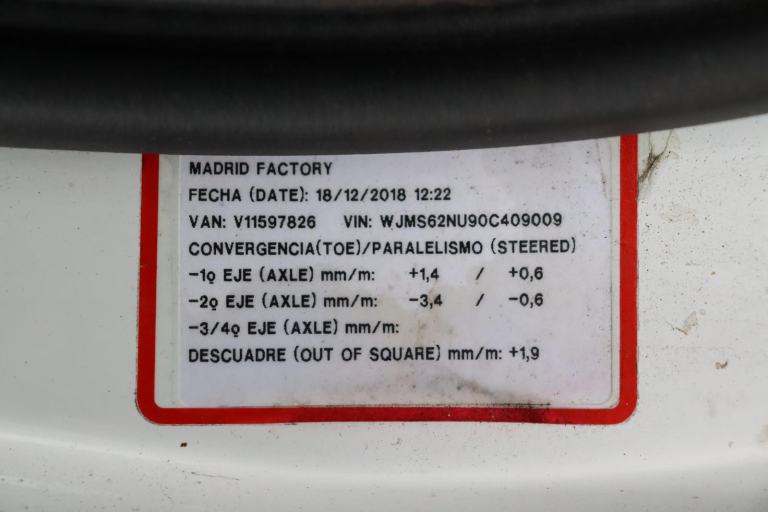 MADRID FACTORY
FECHA (DATE): 18/12/2018 12:22
VAN: V11597826 VIN: WJMS62NU90C409009
CONVERGENCIA(TOE)/PARALELISMO (STEERED)
-1º EJE (AXLE) mm/m: +1,4 / +0,6
-2º EJE (AXLE) mm/m: -3,4 / -0,6
-3/4º EJE (AXLE) mm/m:
DESCUADRE (OUT OF SQUARE) mm/m: +1,9